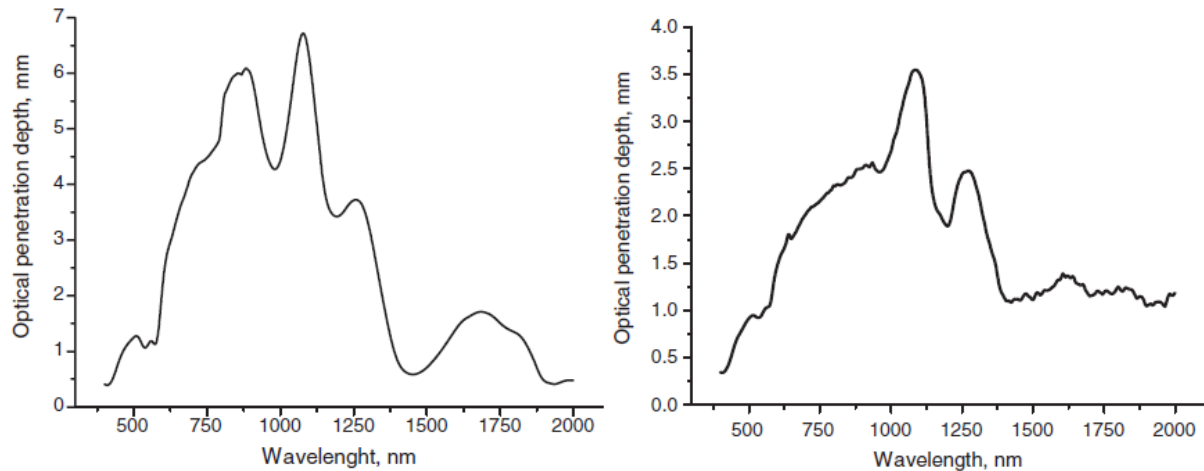 7
6
5
4
3
2
1
0
Optical penetration depth, mm
500 750 1000 1250 1500 1750 2000
Wavelenght, nm
4.0
3.5
3.0
2.5
2.0
1.5
1.0
0.5
0.0
Optical penetration depth, mm
500 750 1000 1250 1500 1750 2000
Wavelength, nm